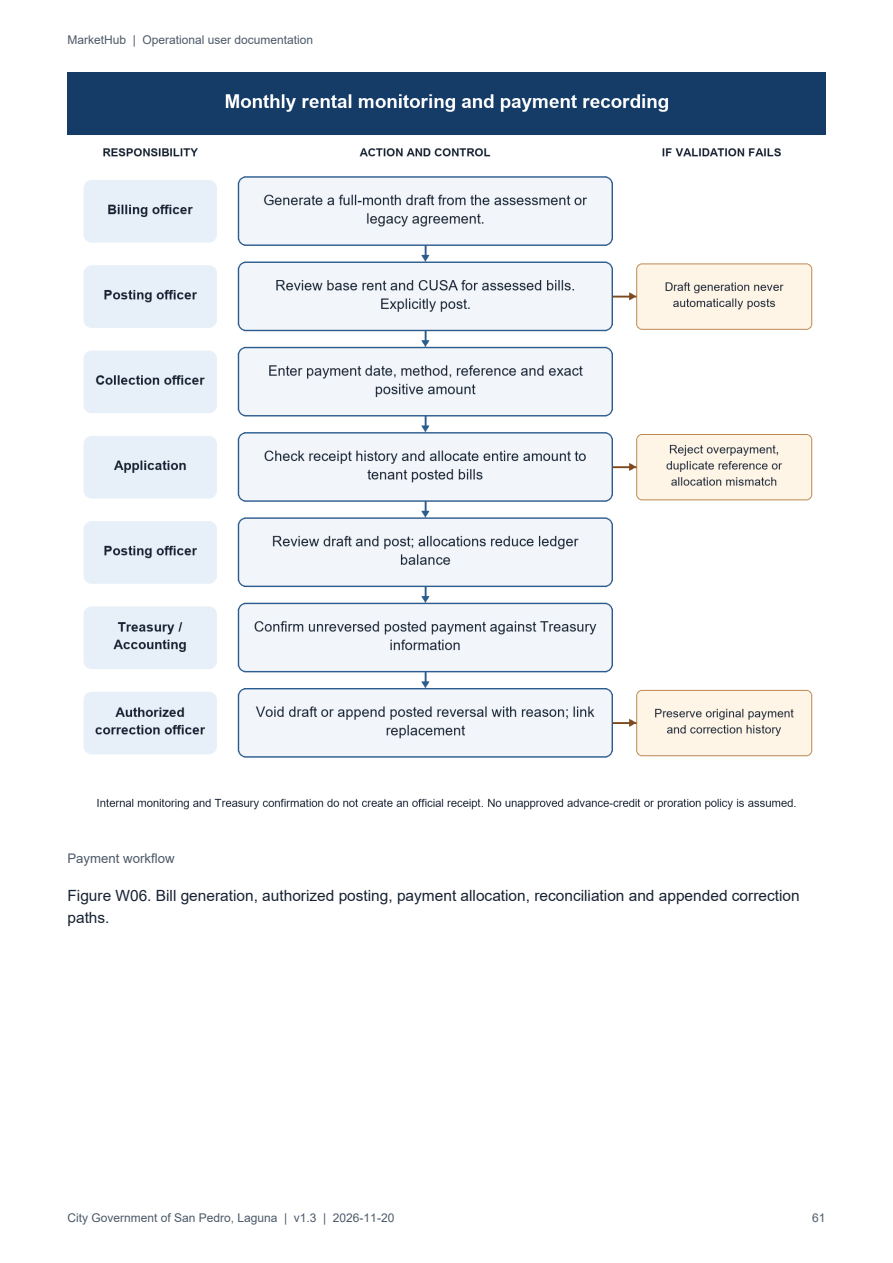 MarketHub | Operational user documentation
Monthly rental monitoring and payment recording
RESPONSIBILITY
ACTION AND CONTROL
IF VALIDATION FAILS
Billing officer
Generate a full-month draft from the assessment or
legacy agreement.
Posting officer
Review base rent and CUSA for assessed bills.
Explicitly post.
Draft generation never
automatically posts
Collection officer
Enter payment date, method, reference and exact
positive amount
Application
Check receipt history and allocate entire amount to
tenant posted bills
Reject overpayment,
duplicate reference or
allocation mismatch
Posting officer
Review draft and post; allocations reduce ledger
balance
Treasury /
Accounting
Confirm unreversed posted payment against Treasury
information
Authorized
correction officer
Void draft or append posted reversal with reason; link
replacement
Preserve original payment
and correction history
Internal monitoring and Treasury confirmation do not create an official receipt. No unapproved advance-credit or proration policy is assumed.
Payment workflow
Figure W06. Bill generation, authorized posting, payment allocation, reconciliation and appended correction
paths.
City Government of San Pedro, Laguna | v1.3 | 2026-11-20
61